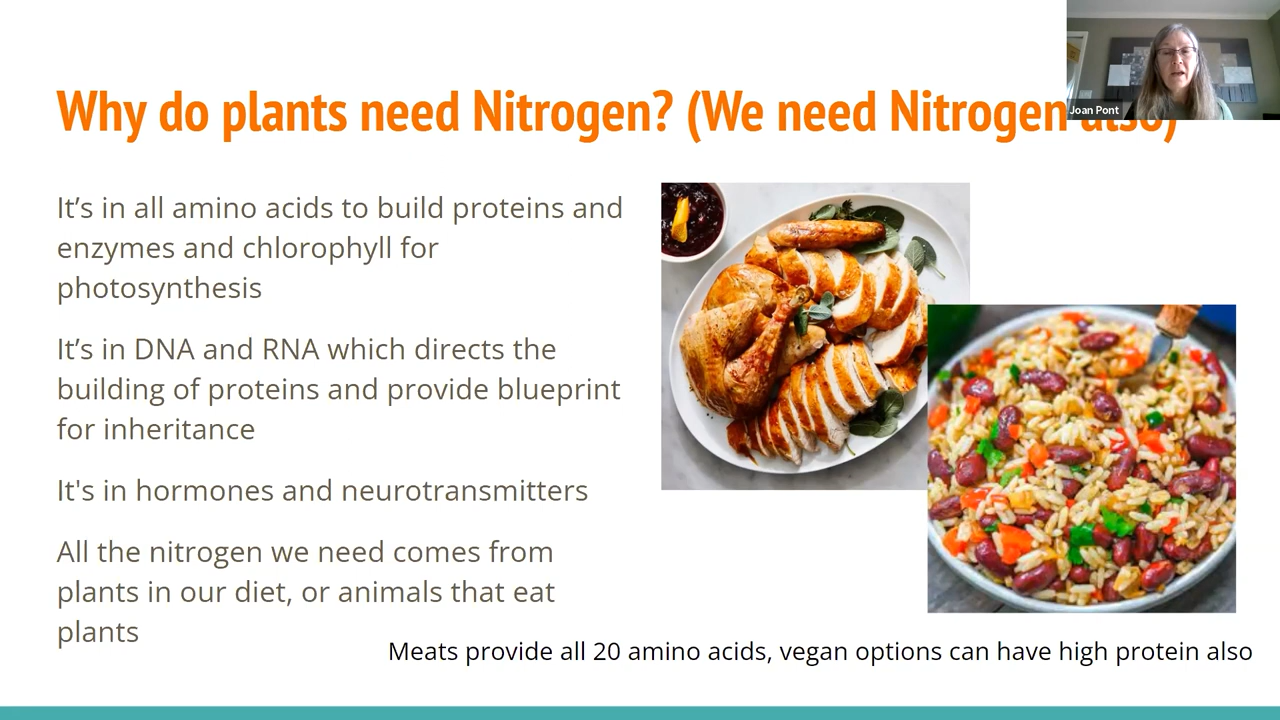 Why do plants need Nitrogen? (We need Nitrogen also)
Joan Pont
It’s in all amino acids to build proteins and
enzymes and chlorophyll for
photosynthesis
It’s in DNA and RNA which directs the
building of proteins and provide blueprint
for inheritance
It's in hormones and neurotransmitters
All the nitrogen we need comes from
plants in our diet, or animals that eat
plants
Meats provide all 20 amino acids, vegan options can have high protein also